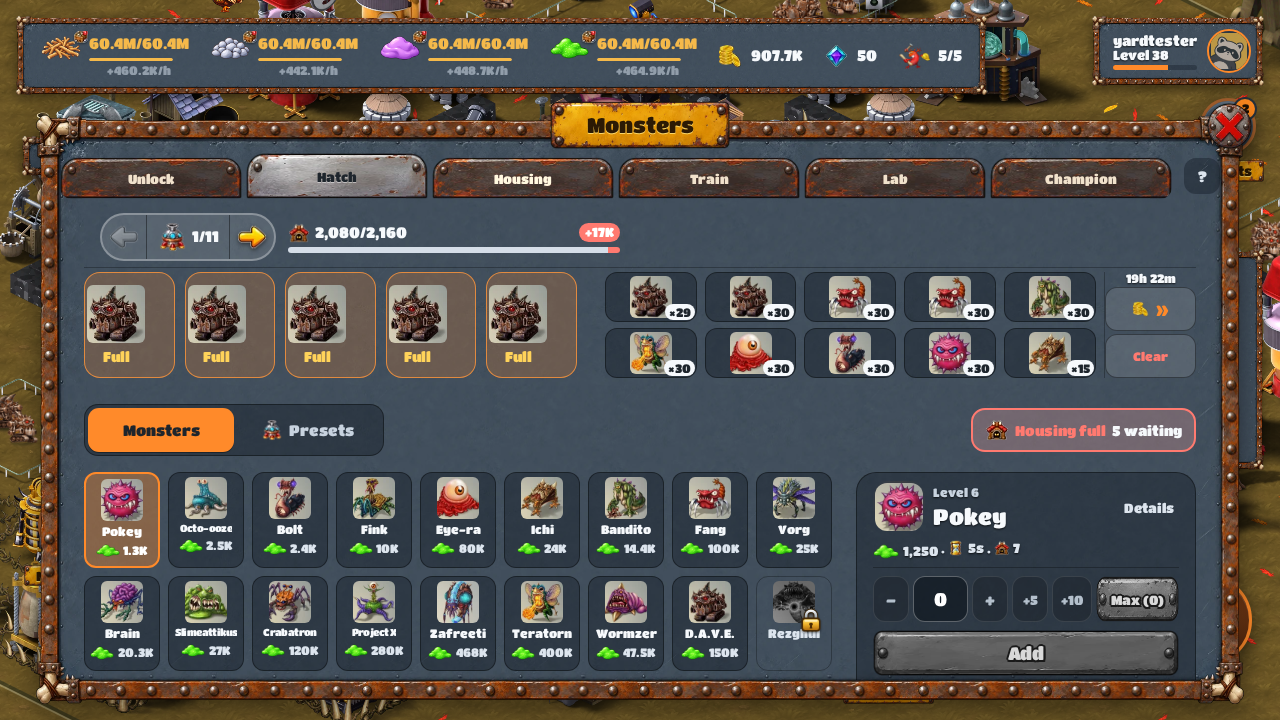 60.4M/60.4M 60.4M/60.4M 60.4M/60.4M 60.4M/60.4M 907.7K 50 5/5
+460.2K/h +442.1K/h +448.7K/h +464.9K/h
yardtester
Level 38
Monsters
Unlock Hatch Housing Train Lab Champion ?
1/11 2,080/2,160 +17K
×29 ×30 ×30 ×30 ×30 19h 22m
Full Full Full Full Full
×30 ×30 ×30 ×30 ×15 Clear
Monsters Presets Housing full 5 waiting
Pokey Octo-ooze Bolt Fink Eye-ra Ichi Bandito Fang Vorg
1.3K 2.5K 2.4K 10K 80K 24K 14.4K 100K 25K
Level 6
Pokey Details
1,250 · 5s · 7
Brain Slimeattikus Crabatron Project X Zafreeti Teratorn Wormzer D.A.V.E.
20.3K 27K 120K 280K 468K 400K 47.5K 150K
- 0 + +5 +10 Max (0)
Add